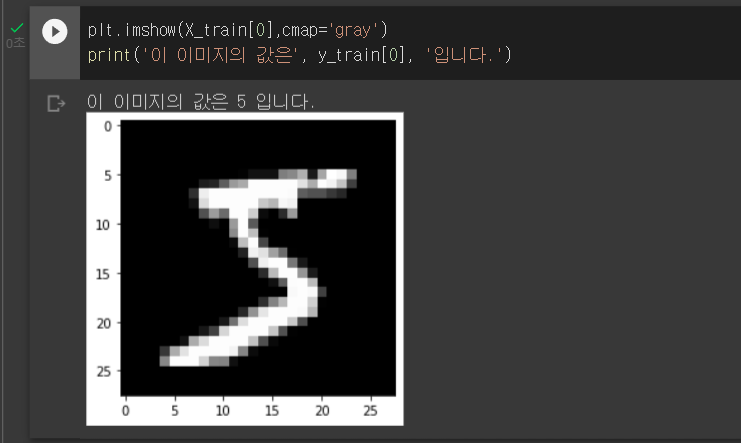 plt.imshow(X_train[0],cmap='gray')
print('이 이미지의 값은', y_train[0], '입니다.')
0초
이 이미지의 값은 5 입니다.
0
5
10
15
20
25
0 5 10 15 20 25